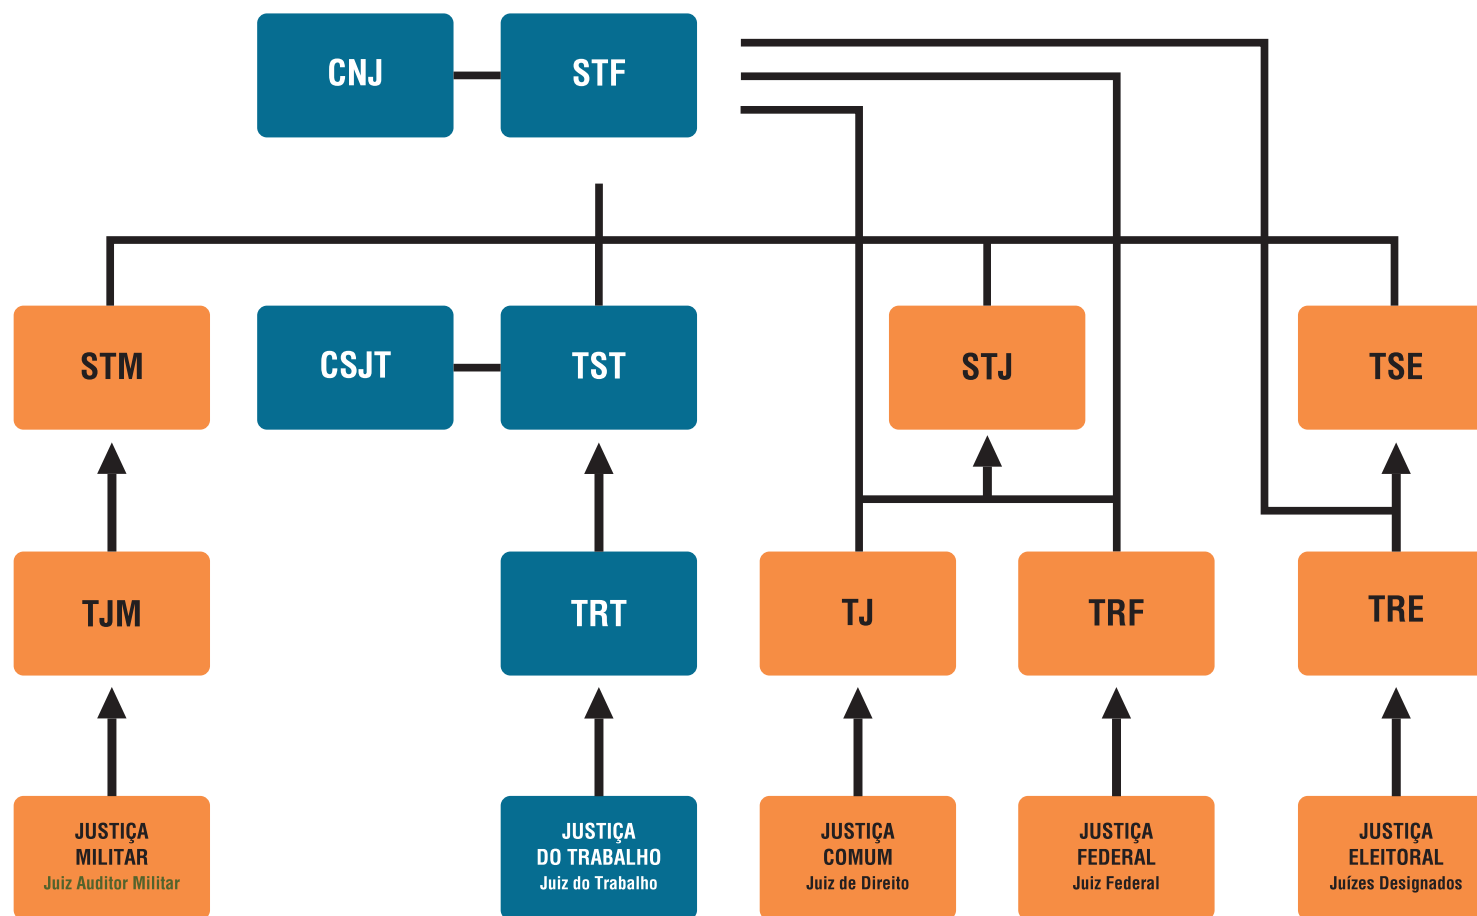 CNJ
STF
STM
CSJT
TST
STJ
TSE
TJM
TRT
TJ
TRF
TRE
JUSTIÇA
MILITAR
Juiz Auditor Militar
JUSTIÇA
DO TRABALHO
Juiz do Trabalho
JUSTIÇA
COMUM
Juiz de Direito
JUSTIÇA
FEDERAL
Juiz Federal
JUSTIÇA
ELEITORAL
Juízes Designados